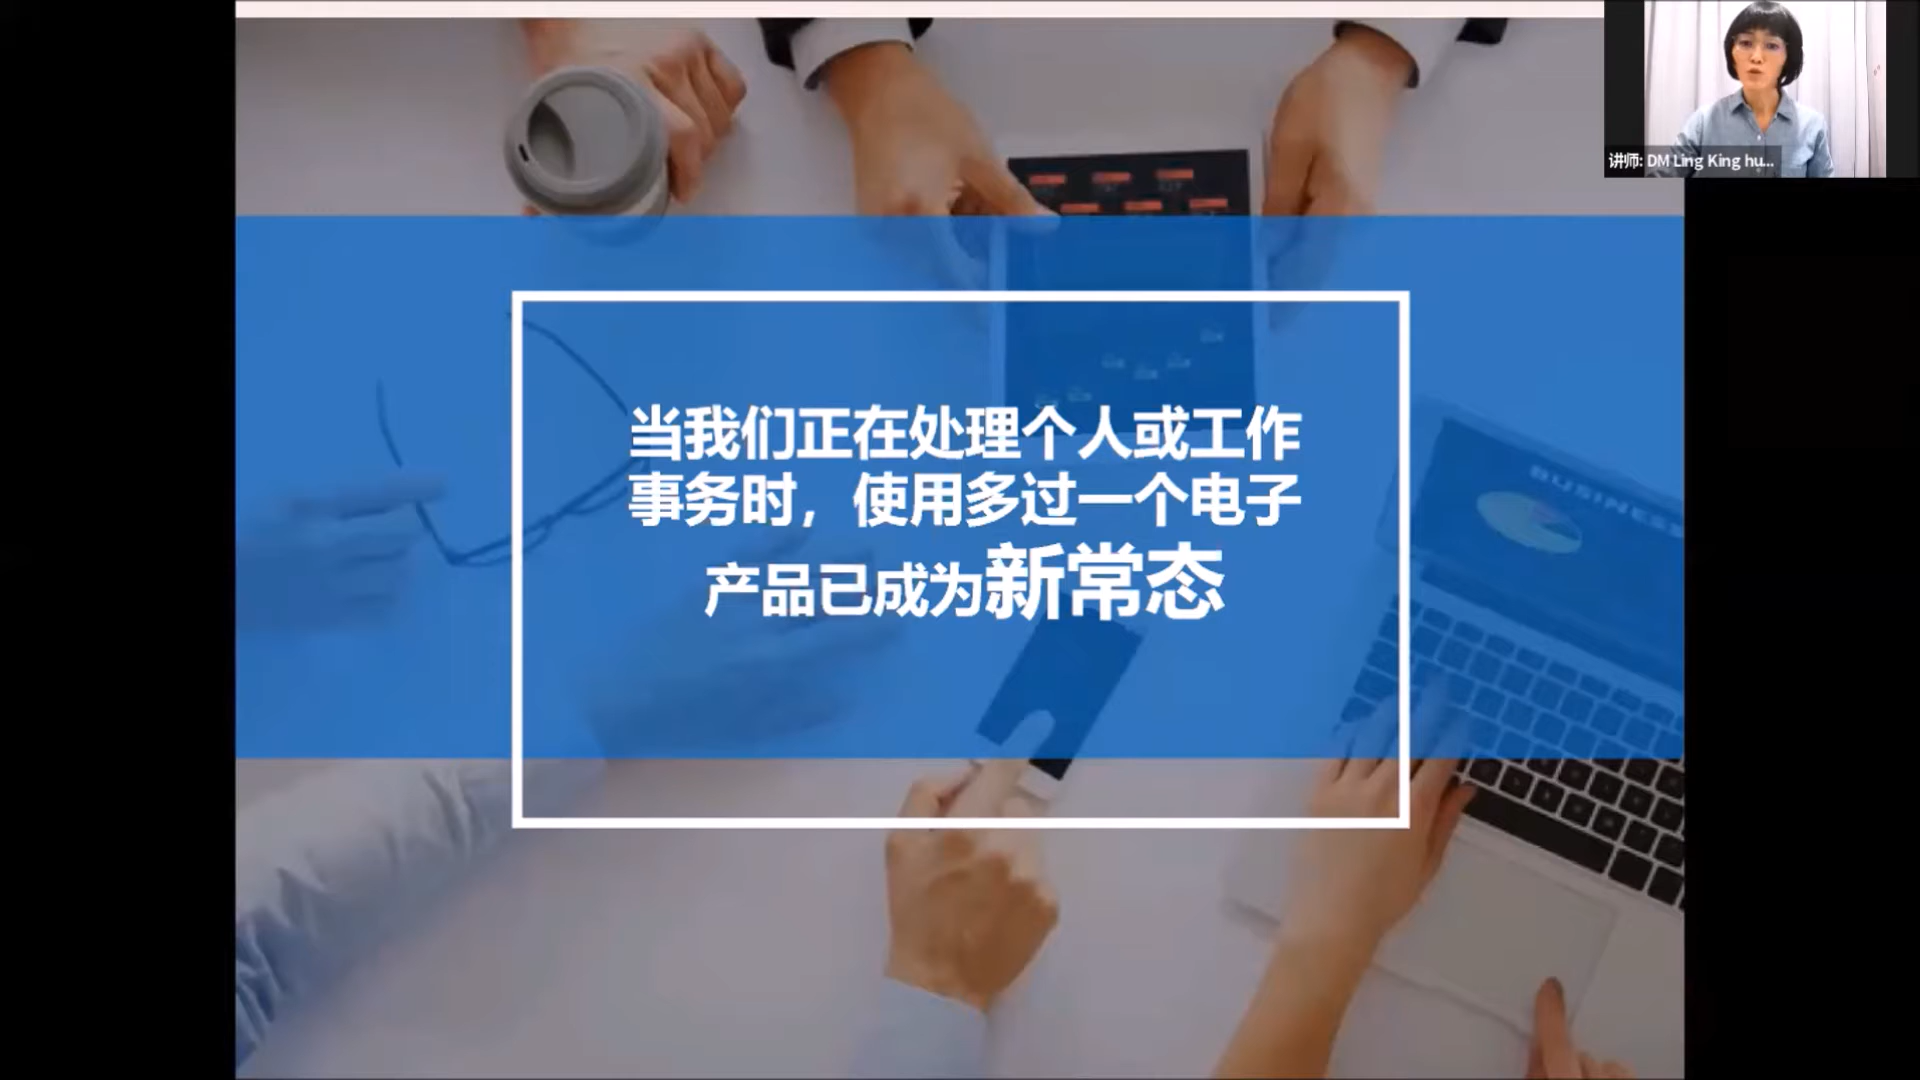 讲师: DM Ling King hu...
当我们正在处理个人或工作
事务时，使用多过一个电子
产品已成为新常态
BUSINESS